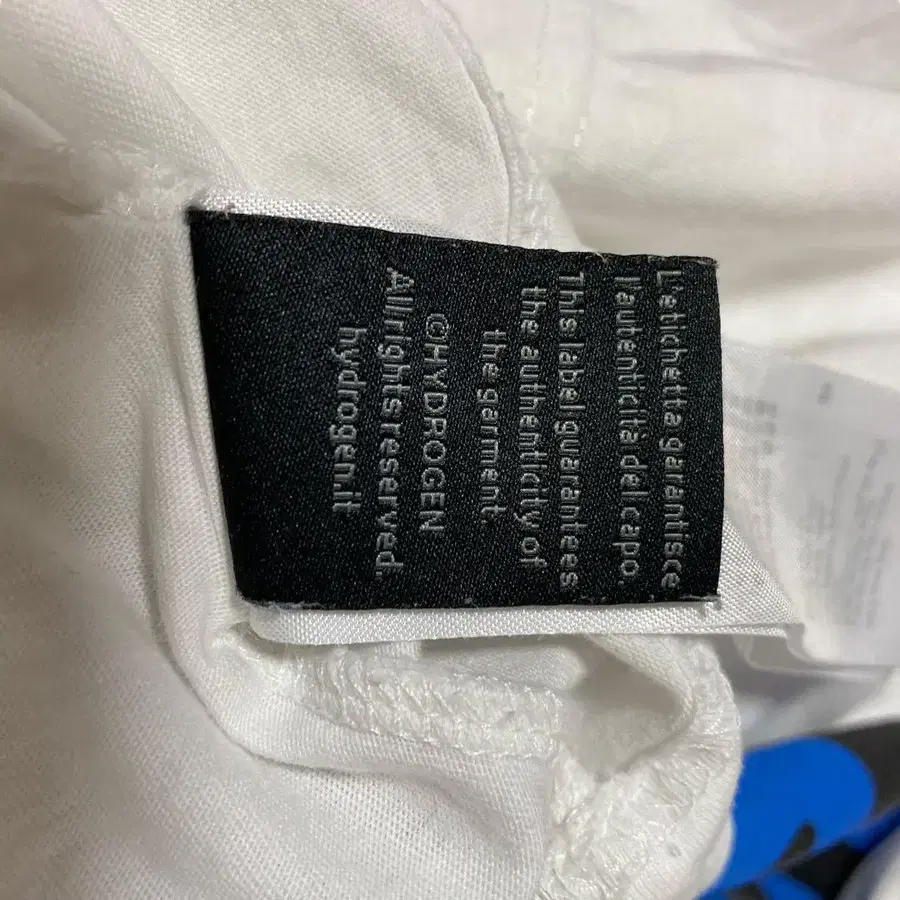 L'etichetta garantisce
l'autenticità del capo.
This label guarantees
the authenticity of
the garment.
©HYDROGEN
All rights reserved.
hydrogen.it